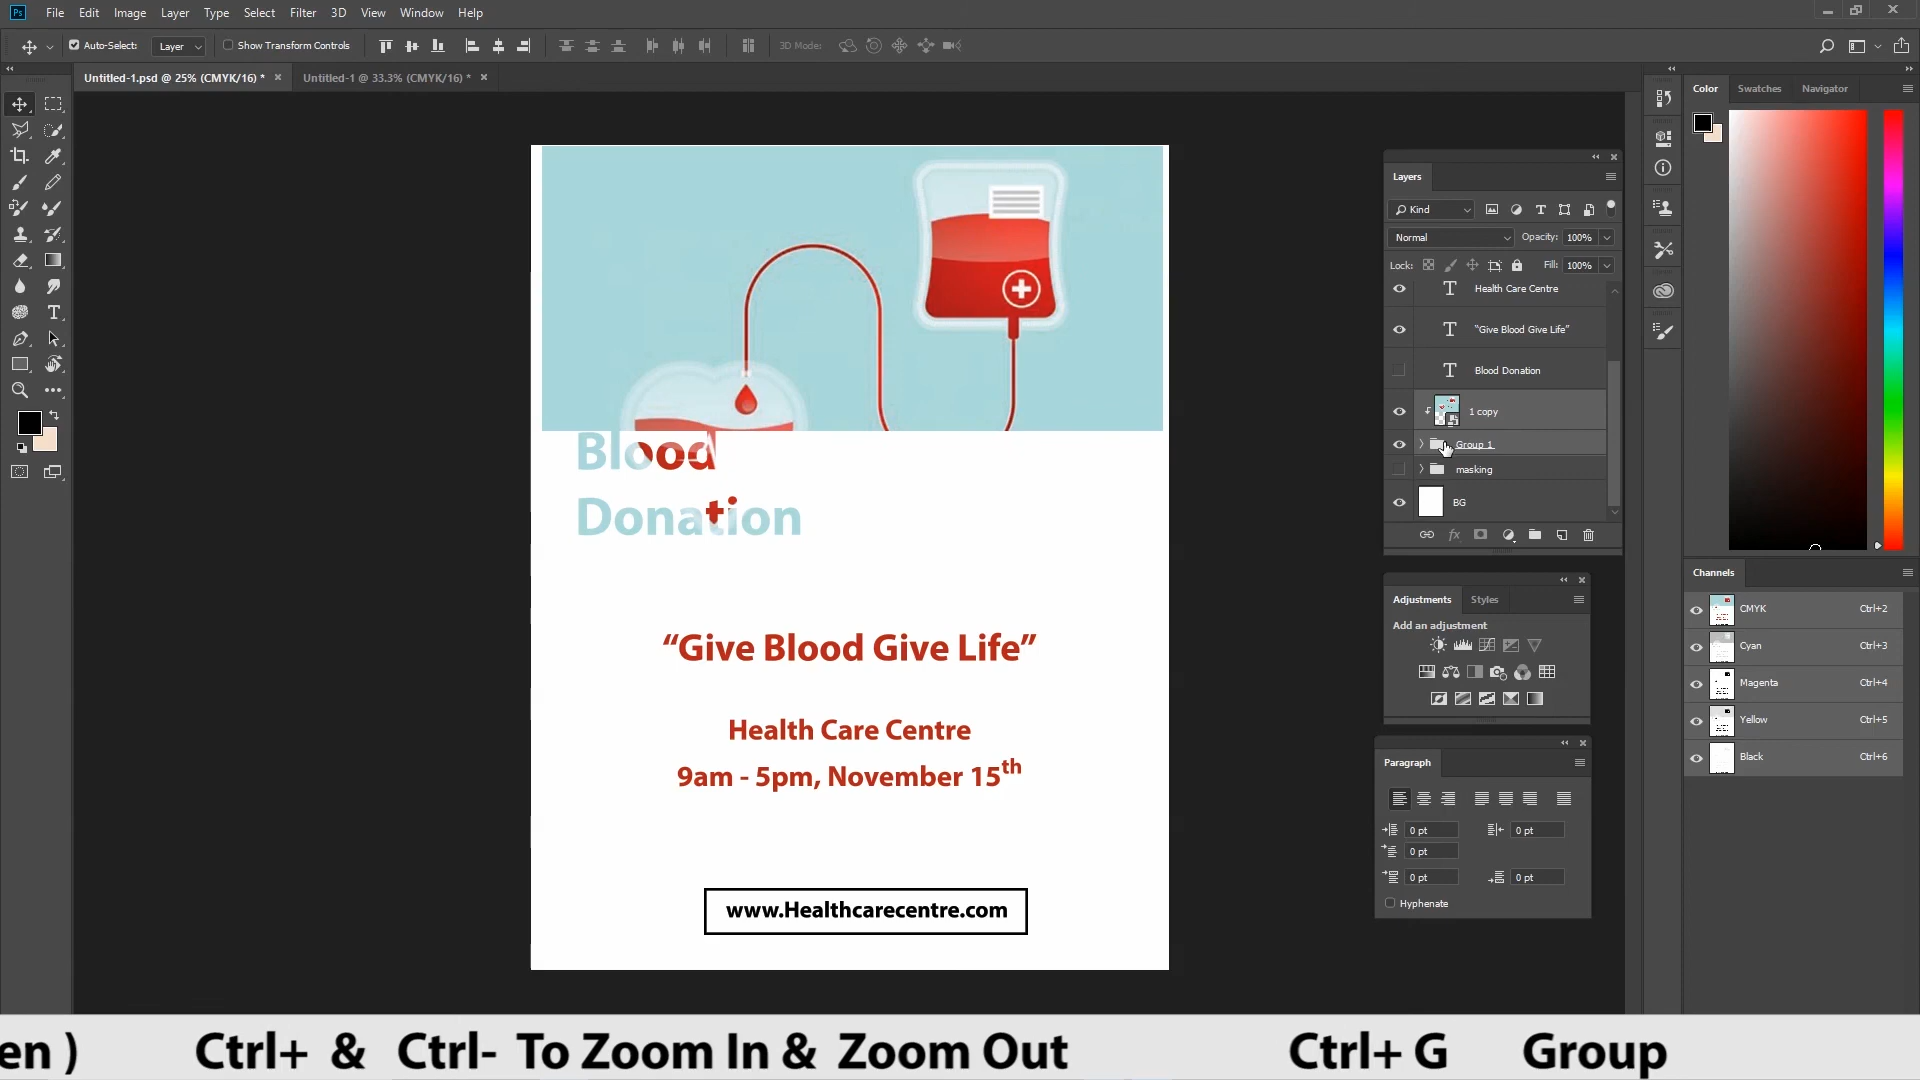 Ps File Edit Image Layer Type Select Filter 3D View Window Help
Auto-Select: Layer Show Transform Controls 3D Mode:
Untitled-1.psd @ 25% (CMYK/16) * Untitled-1 @ 33.3% (CMYK/16) *
Color Swatches Navigator
Layers
Kind
Normal Opacity: 100%
Lock: Fill: 100%
Health Care Centre
“Give Blood Give Life”
Blood Donation
1 copy
Group 1
masking
BG
fx
Blood
Donation
“Give Blood Give Life”
Health Care Centre
9am - 5pm, November 15th
www.Healthcarecentre.com
Channels
CMYK Ctrl+2
Cyan Ctrl+3
Magenta Ctrl+4
Yellow Ctrl+5
Black Ctrl+6
Adjustments Styles
Add an adjustment
Paragraph
0 pt 0 pt
0 pt
0 pt 0 pt
Hyphenate
en ) Ctrl+ & Ctrl- To Zoom In & Zoom Out Ctrl+ G Group